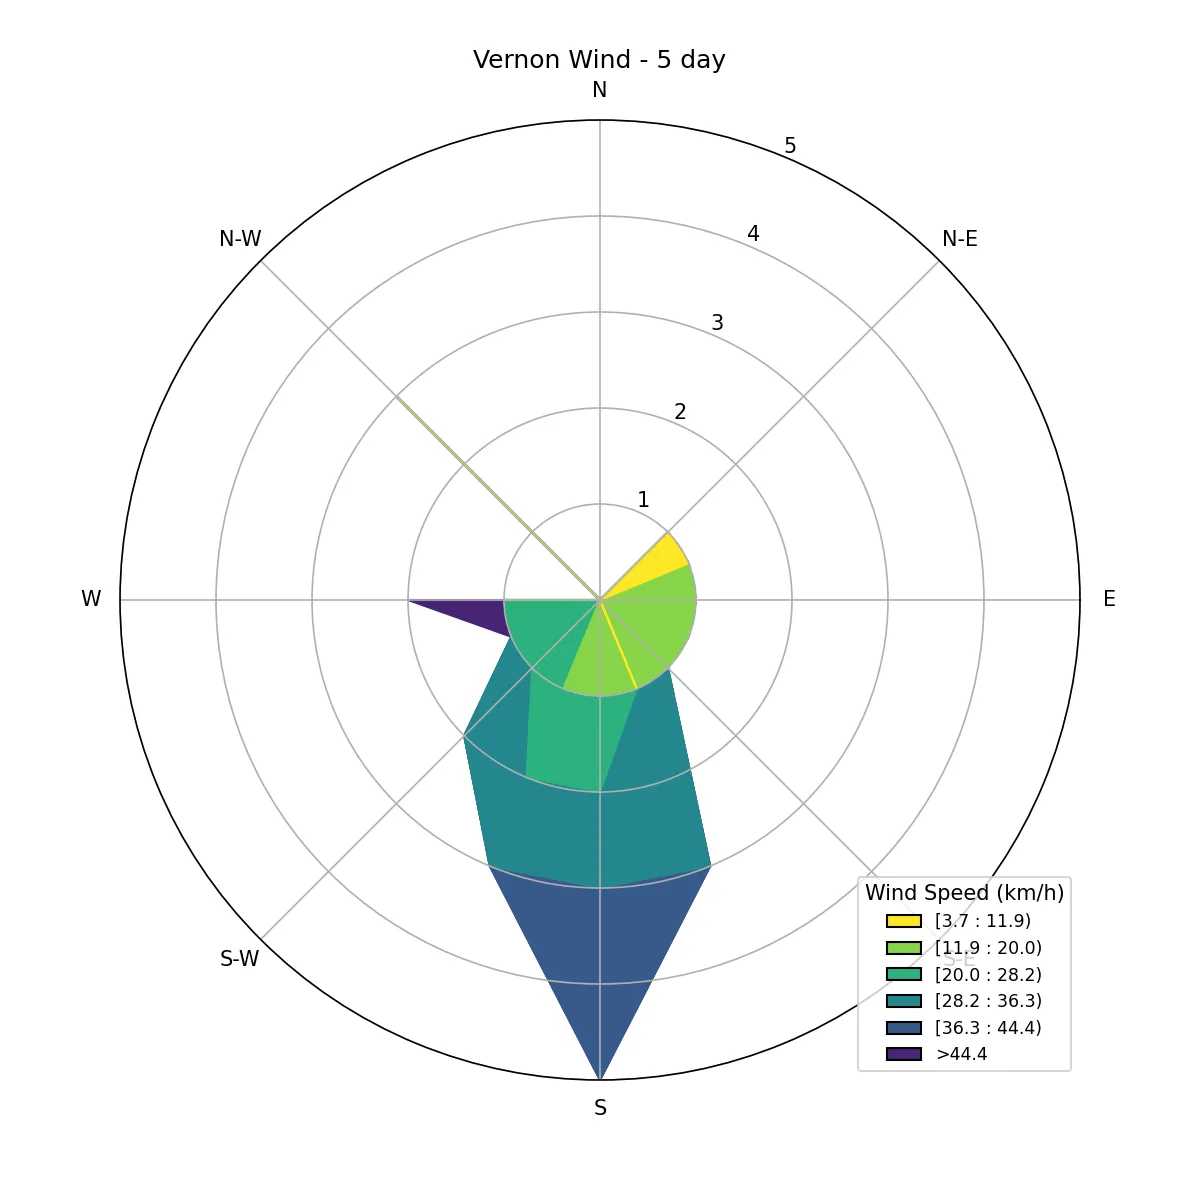 Vernon Wind - 5 day
N
5
N-W
N-E
4
3
2
1
W
E
Wind Speed (km/h)
[3.7 : 11.9)
[11.9 : 20.0)
S-W
S-E
[20.0 : 28.2)
[28.2 : 36.3)
[36.3 : 44.4)
>44.4
S